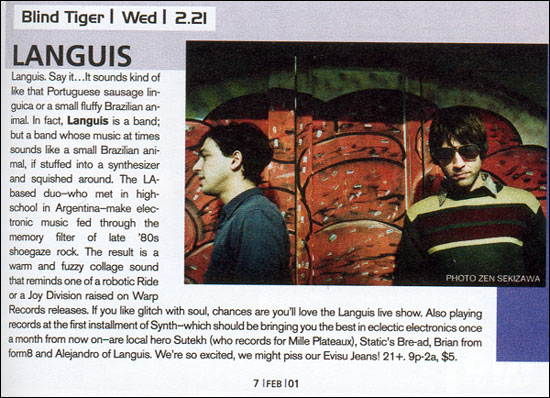 Blind Tiger | Wed | 2.21
LANGUIS
Languis. Say it...It sounds kind of
like that Portuguese sausage lin-
guica or a small fluffy Brazilian an-
imal. In fact, Languis is a band;
but a band whose music at times
sounds like a small Brazilian ani-
mal, if stuffed into a synthesizer
and squished around. The LA-
based duo–who met in high-
school in Argentina–make elec-
tronic music fed through the
memory filter of late '80s
shoegaze rock. The result is a
warm and fuzzy collage sound
that reminds one of a robotic Ride
or a Joy Division raised on Warp
Records releases. If you like glitch with soul, chances are you'll love the Languis live show. Also playing
records at the first installment of Synth–which should be bringing you the best in eclectic electronics once
a month from now on–are local hero Sutekh (who records for Mille Plateaux), Static's Bre-ad, Brian from
form8 and Alejandro of Languis. We're so excited, we might piss our Evisu Jeans! 21+. 9p-2a, $5.
PHOTO ZEN SEKIZAWA
7 | FEB | 01